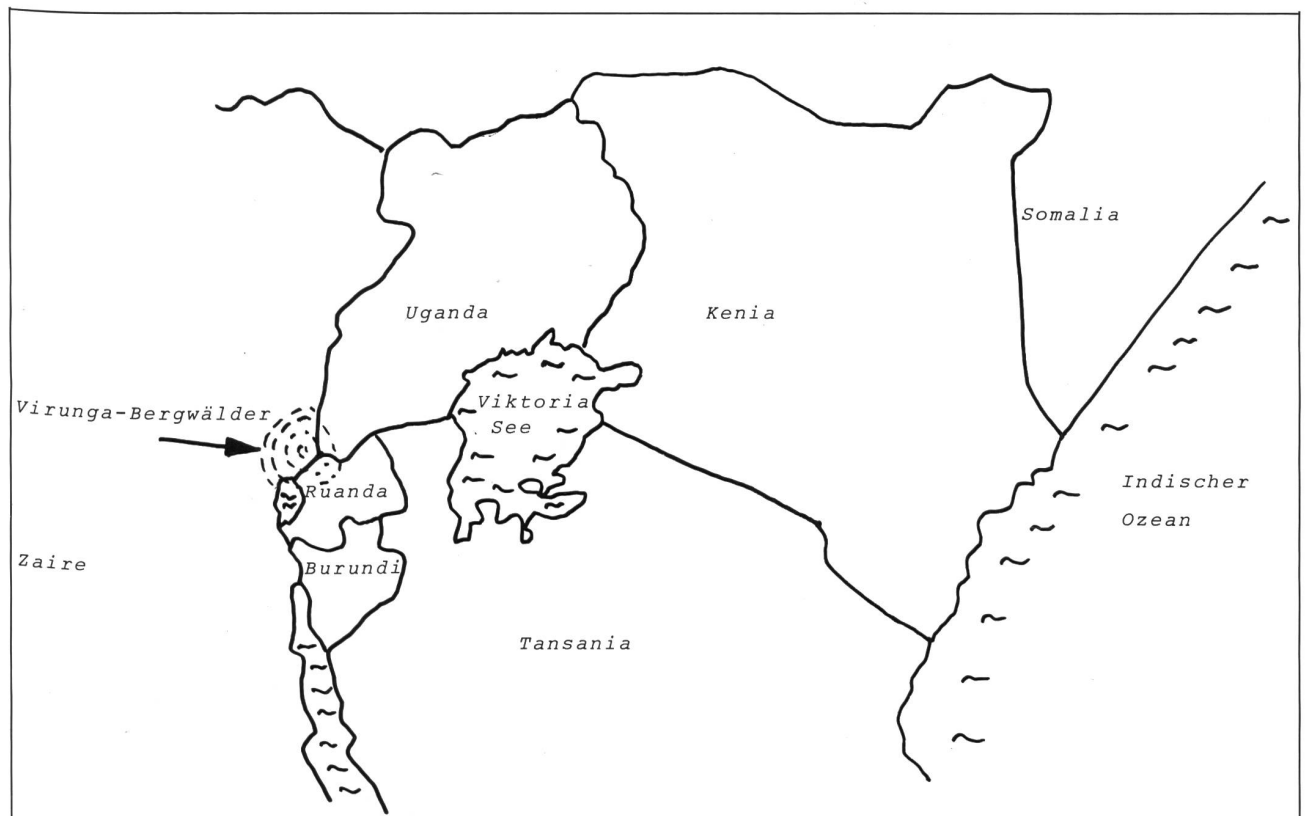 Somalia
Uganda
Kenia
Virunga-Bergwälder
Viktoria
See
Ruanda
Indischer
Ozean
Zaire
Burundi
Tansania